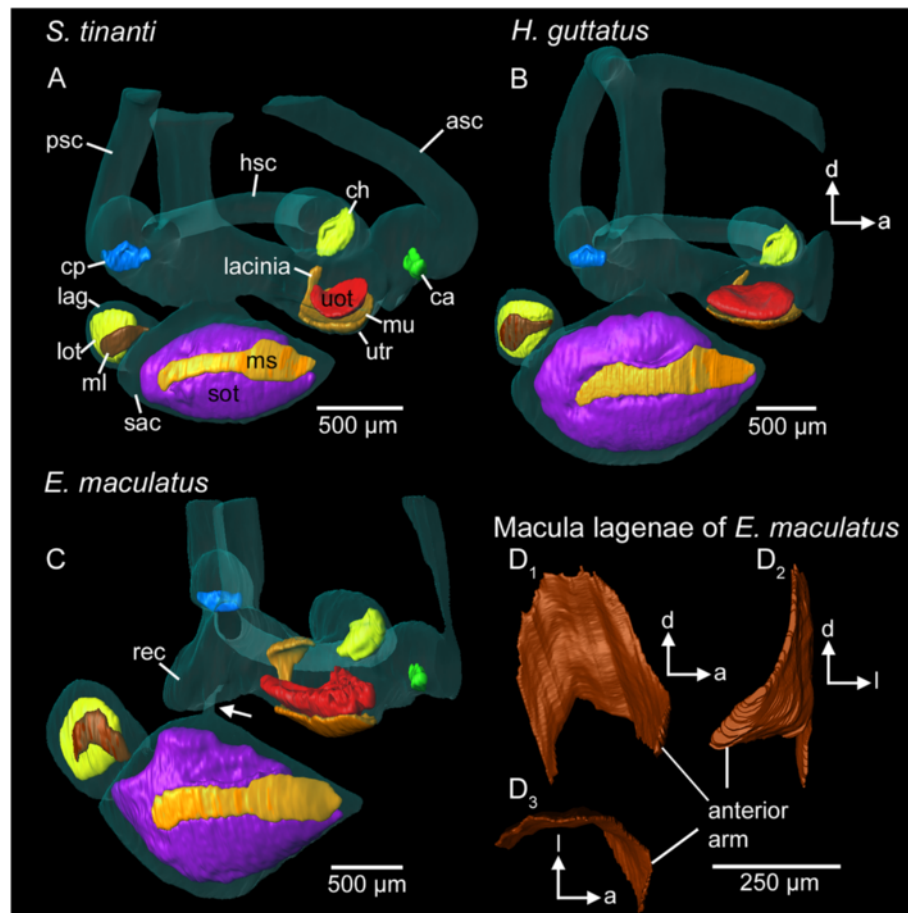 S. tinanti
H. guttatus
A
B
psc
asc
hsc
ch
d
a
cp
lacinia
ca
lag
uot
mu
lot
utr
ml
ms
sot
sac
500 µm
500 µm
E. maculatus
Macula lagenae of E. maculatus
C
D1
D2
d
a
d
l
rec
D3
anterior
arm
l
a
500 µm
250 µm